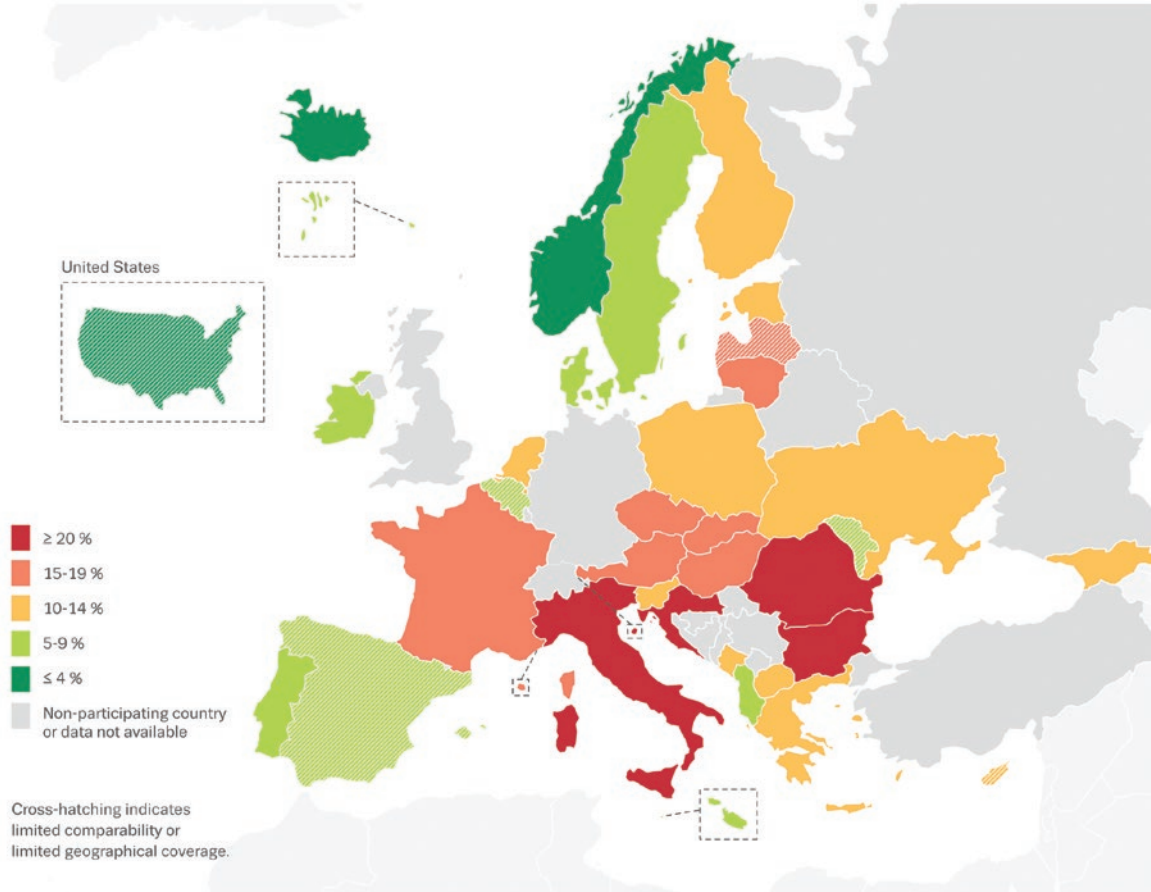 United States
≥ 20 %
15-19 %
10-14 %
5-9 %
≤ 4 %
Non-participating country
or data not available
Cross-hatching indicates
limited comparability or
limited geographical coverage.